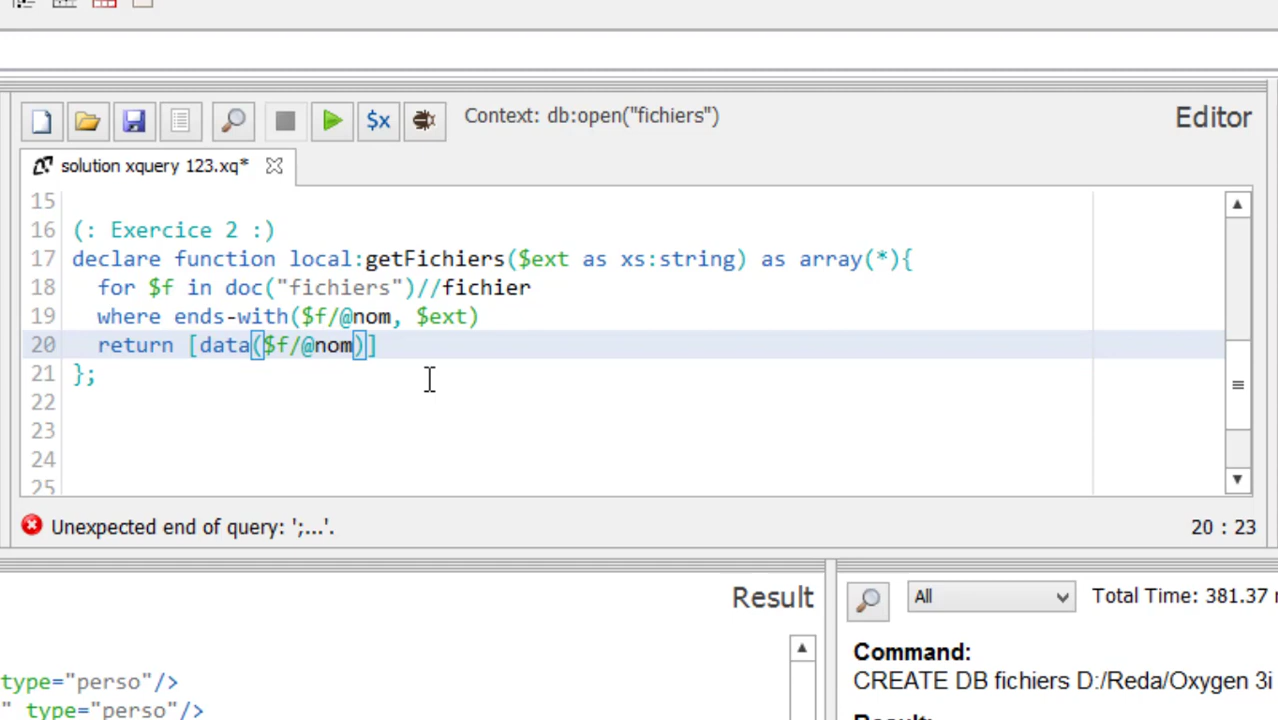 $x
Context: db:open("fichiers")
Editor
solution xquery 123.xq*
15
16 (: Exercice 2 :)
17 declare function local:getFichiers($ext as xs:string) as array(*){
18 for $f in doc("fichiers")//fichier
19 where ends-with($f/@nom, $ext)
20 return [data($f/@nom)]
21 };
22
23
24
25
Unexpected end of query: ';...'.
20 : 23
Result
All
Total Time: 381.37
type="perso"/>
" type="perso"/>
Command:
CREATE DB fichiers D:/Reda/Oxygen 3i